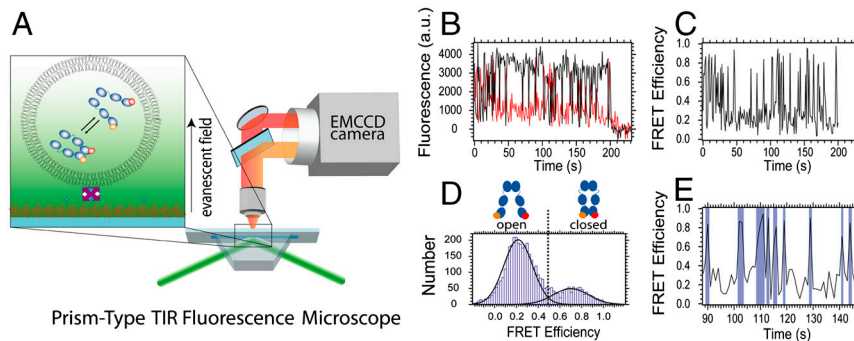 A
evanescent field
EMCCD
camera
Prism-Type TIR Fluorescence Microscope
B
Fluorescence (a.u.)
4000
3000
2000
1000
0
0 50 100 150 200
Time (s)
C
FRET Efficiency
1.0
0.8
0.6
0.4
0.2
0.0
0 50 100 150 200
Time (s)
D
open closed
Number
200
150
100
50
0
0.0 0.2 0.4 0.6 0.8 1.0
FRET Efficiency
E
FRET Efficiency
1.0
0.8
0.6
0.4
0.2
0.0
90 100 110 120 130 140
Time (s)